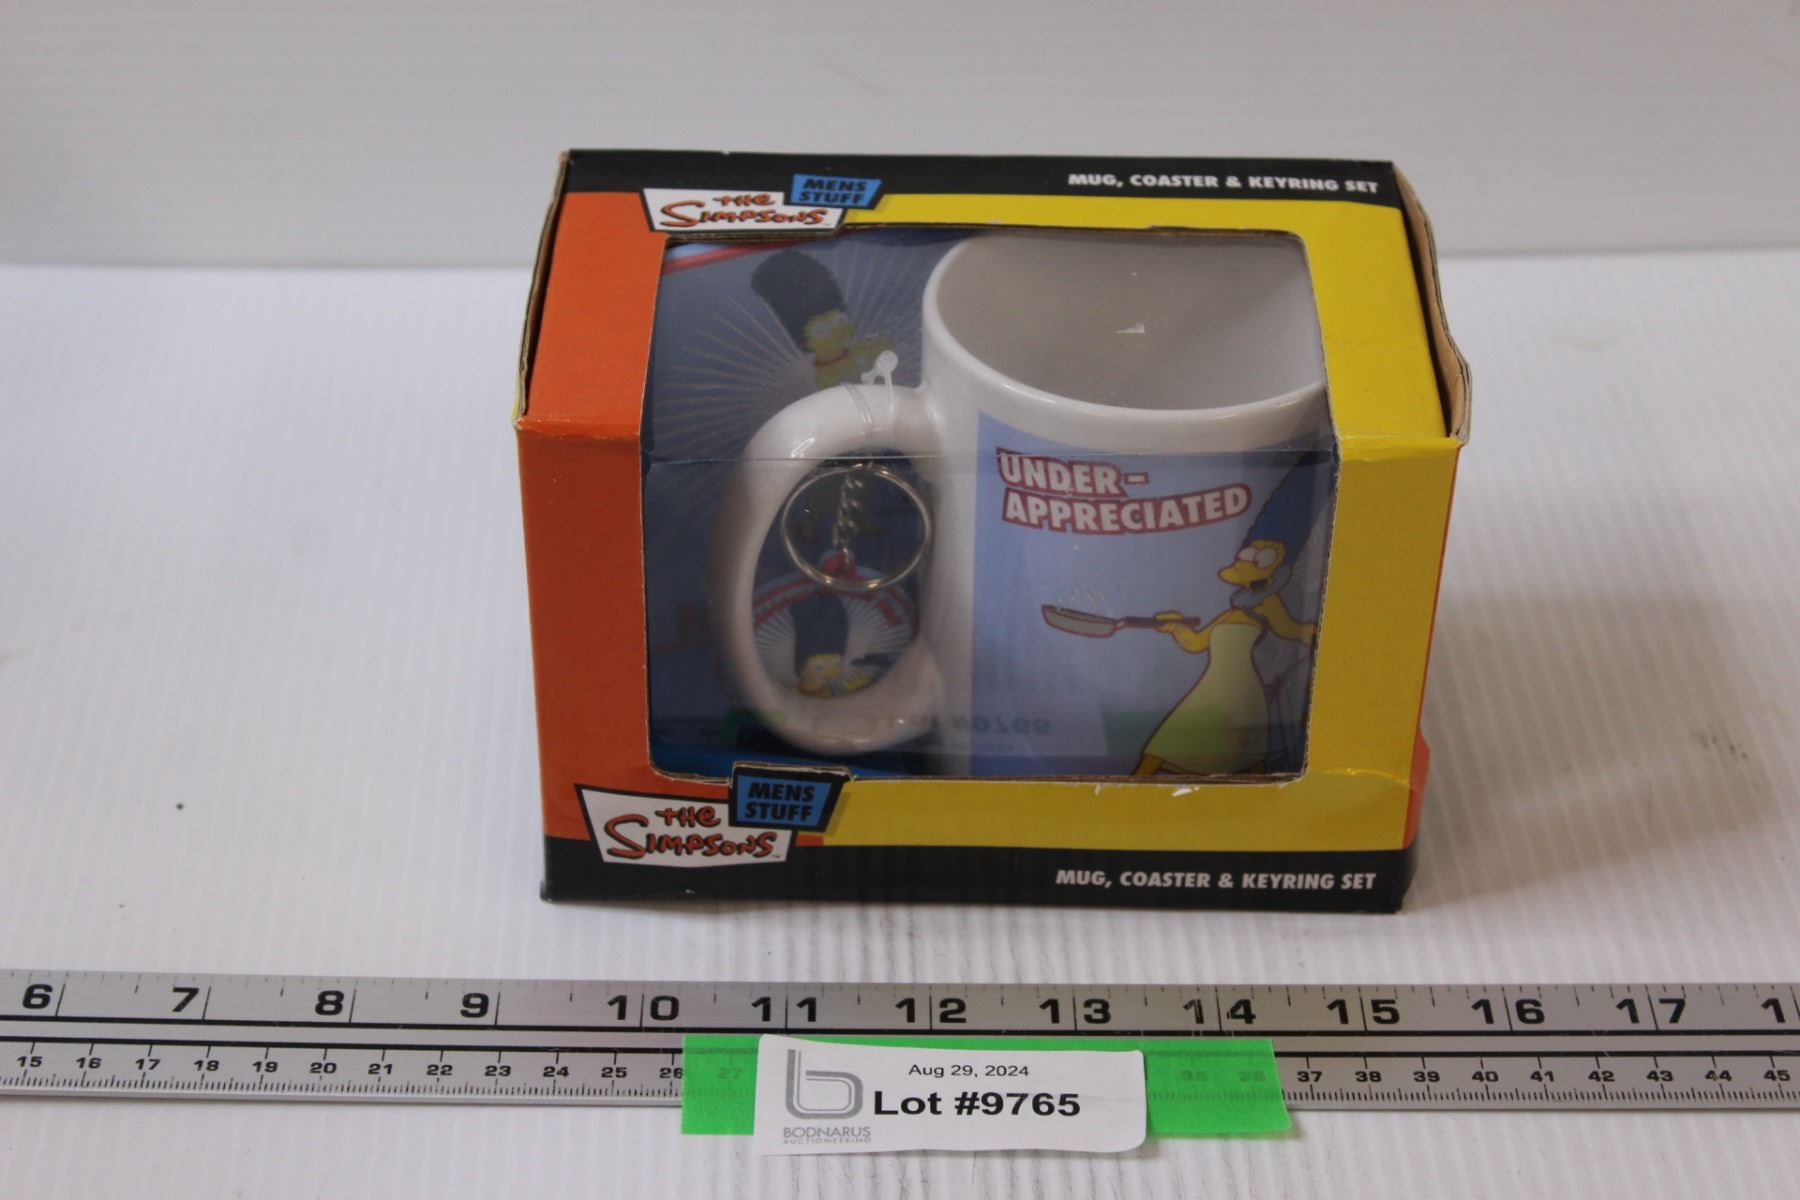 MENS
STUFF
THE
SIMPSONS
MUG, COASTER & KEYRING SET
UNDER-
APPRECIATED
MENS
STUFF
THE
SIMPSONS™
MUG, COASTER & KEYRING SET
6 7 8 9 10 11 12 13 14 15 16 17 1
15 16 17 18 19 20 21 22 23 24 25 26 27 35 36 37 38 39 40 41 42 43 44 45
Aug 29, 2024
Lot #9765
BODNARUS
AUCTIONEERING